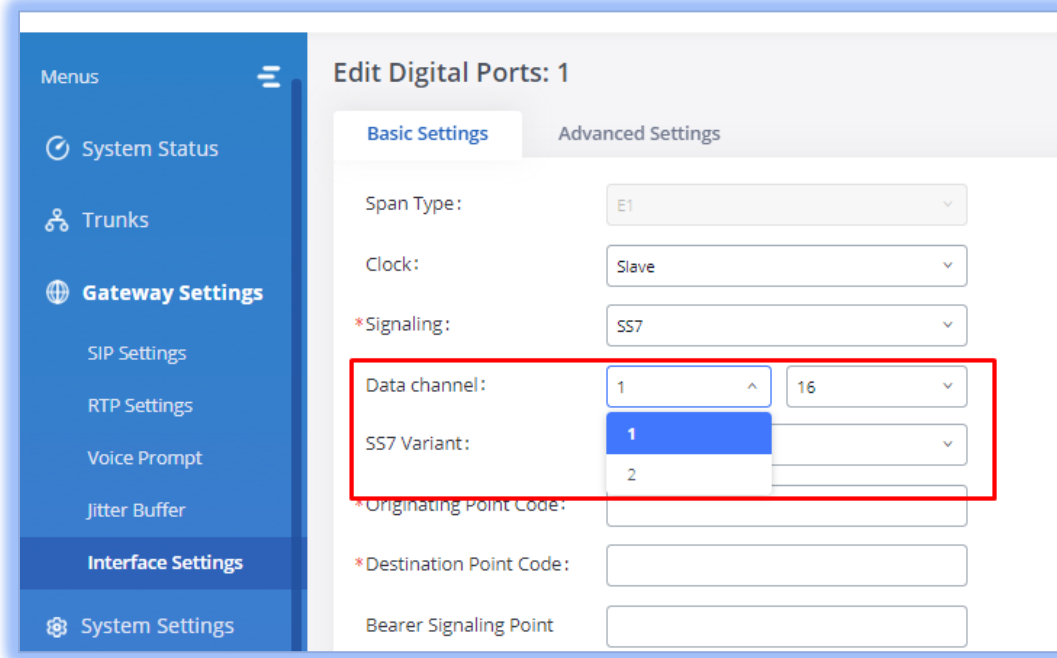 Menus
System Status
Trunks
Gateway Settings
SIP Settings
RTP Settings
Voice Prompt
Jitter Buffer
Interface Settings
System Settings
Edit Digital Ports: 1
Basic Settings Advanced Settings
Span Type: E1
Clock: Slave
*Signaling: SS7
Data channel: 1 16
1
SS7 Variant:
2
*Originating Point Code:
*Destination Point Code:
Bearer Signaling Point